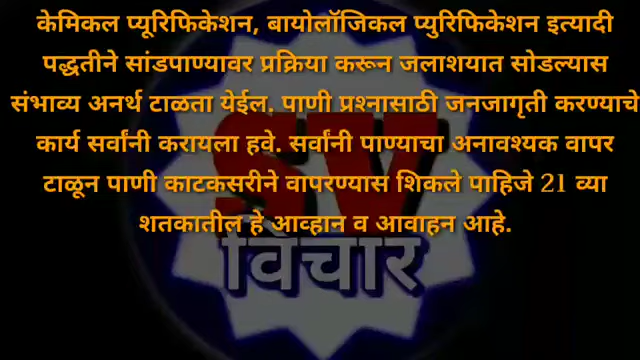 केमिकल प्यूरिफिकेशन, बायोलॉजिकल प्युरिफिकेशन इत्यादी
पद्धतीने सांडपाण्यावर प्रक्रिया करून जलाशयात सोडल्यास
संभाव्य अनर्थ टाळता येईल. पाणी प्रश्नासाठी जनजागृती करण्याचे
कार्य सर्वांनी करायला हवे. सर्वांनी पाण्याचा अनावश्यक वापर
टाळून पाणी काटकसरीने वापरण्यास शिकले पाहिजे 21 व्या
शतकातील हे आव्हान व आवाहन आहे.
SV
विचार